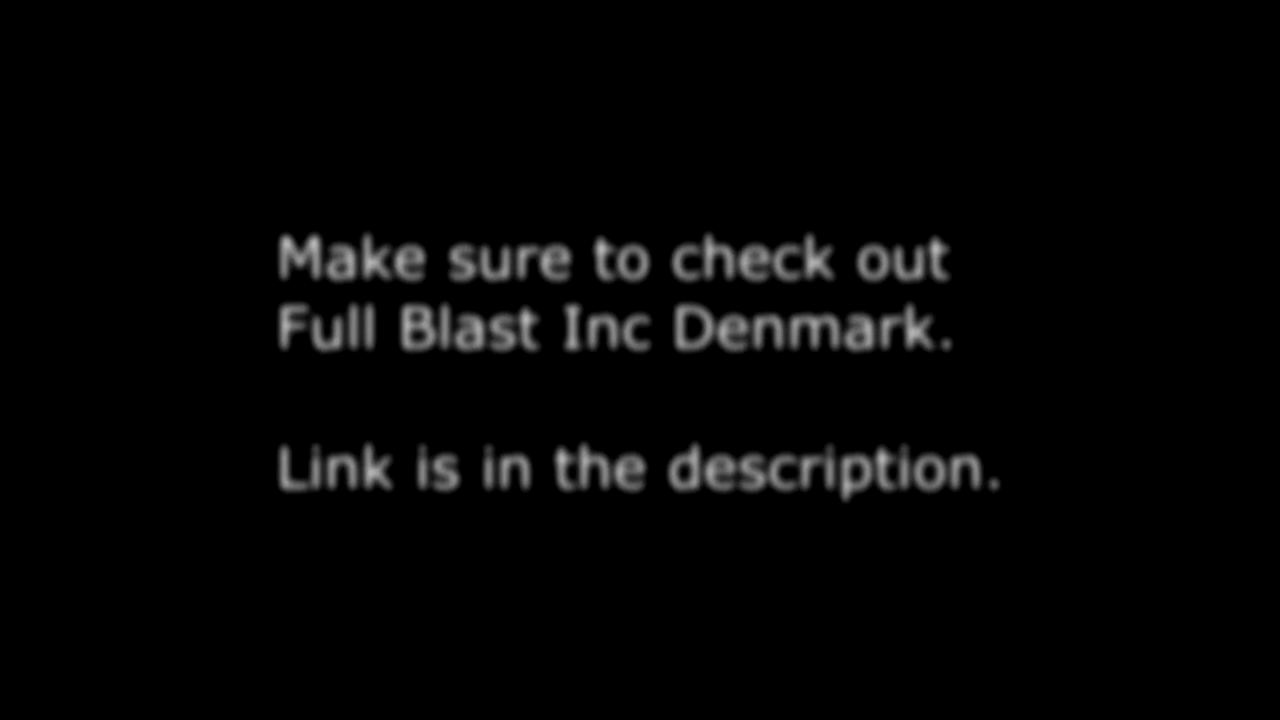 Make sure to check out
Full Blast Inc Denmark.
Link is in the description.